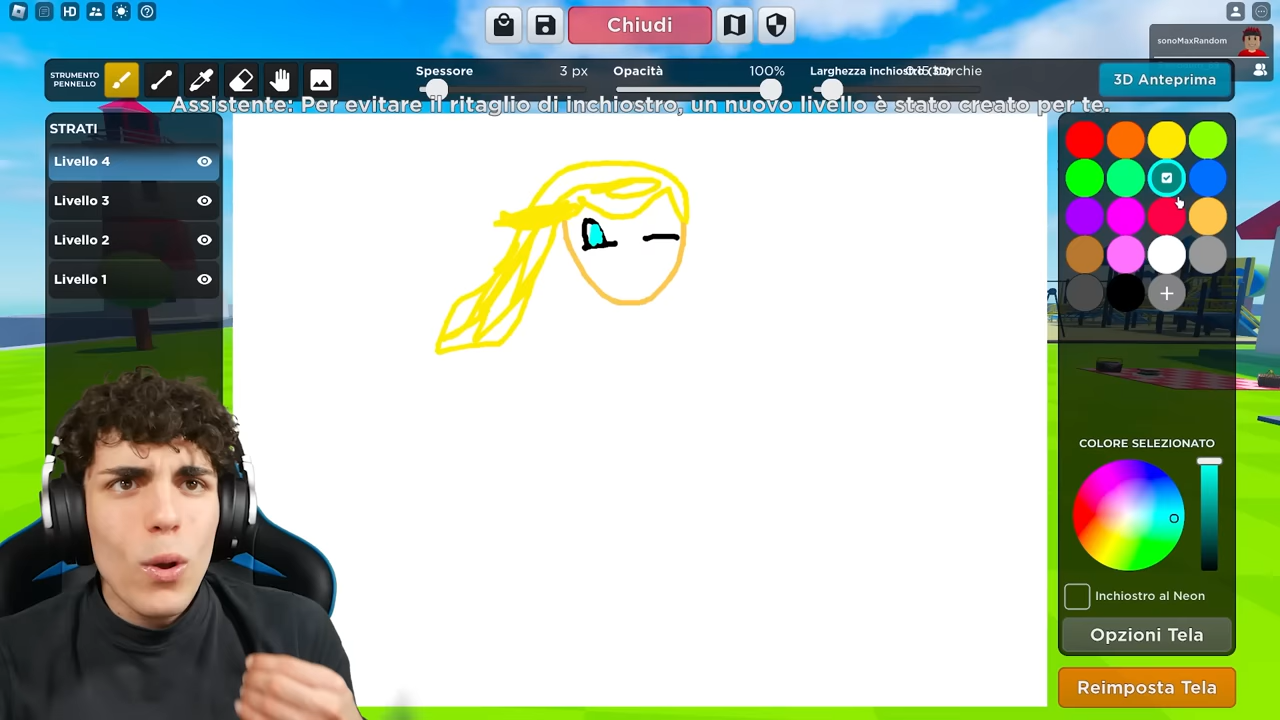 HD
Chiudi
sonoMaxRandom
STRUMENTO
PENNELLO
Spessore
3 px
Opacità
100%
Larghezza inchiostro (3D)
3D Anteprima
Assistente: Per evitare il ritaglio di inchiostro, un nuovo livello è stato creato per te.
STRATI
Livello 4
Livello 3
Livello 2
Livello 1
COLORE SELEZIONATO
Inchiostro al Neon
Opzioni Tela
Reimposta Tela